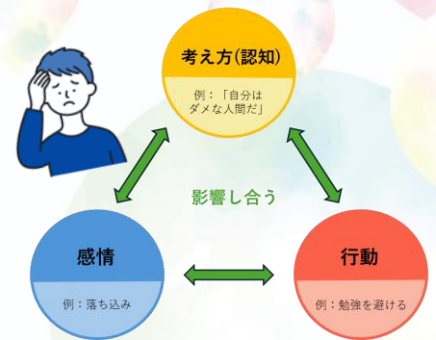 考え方(認知)
例：「自分は
ダメな人間だ」
影響し合う
感情
例：落ち込み
行動
例：勉強を避ける